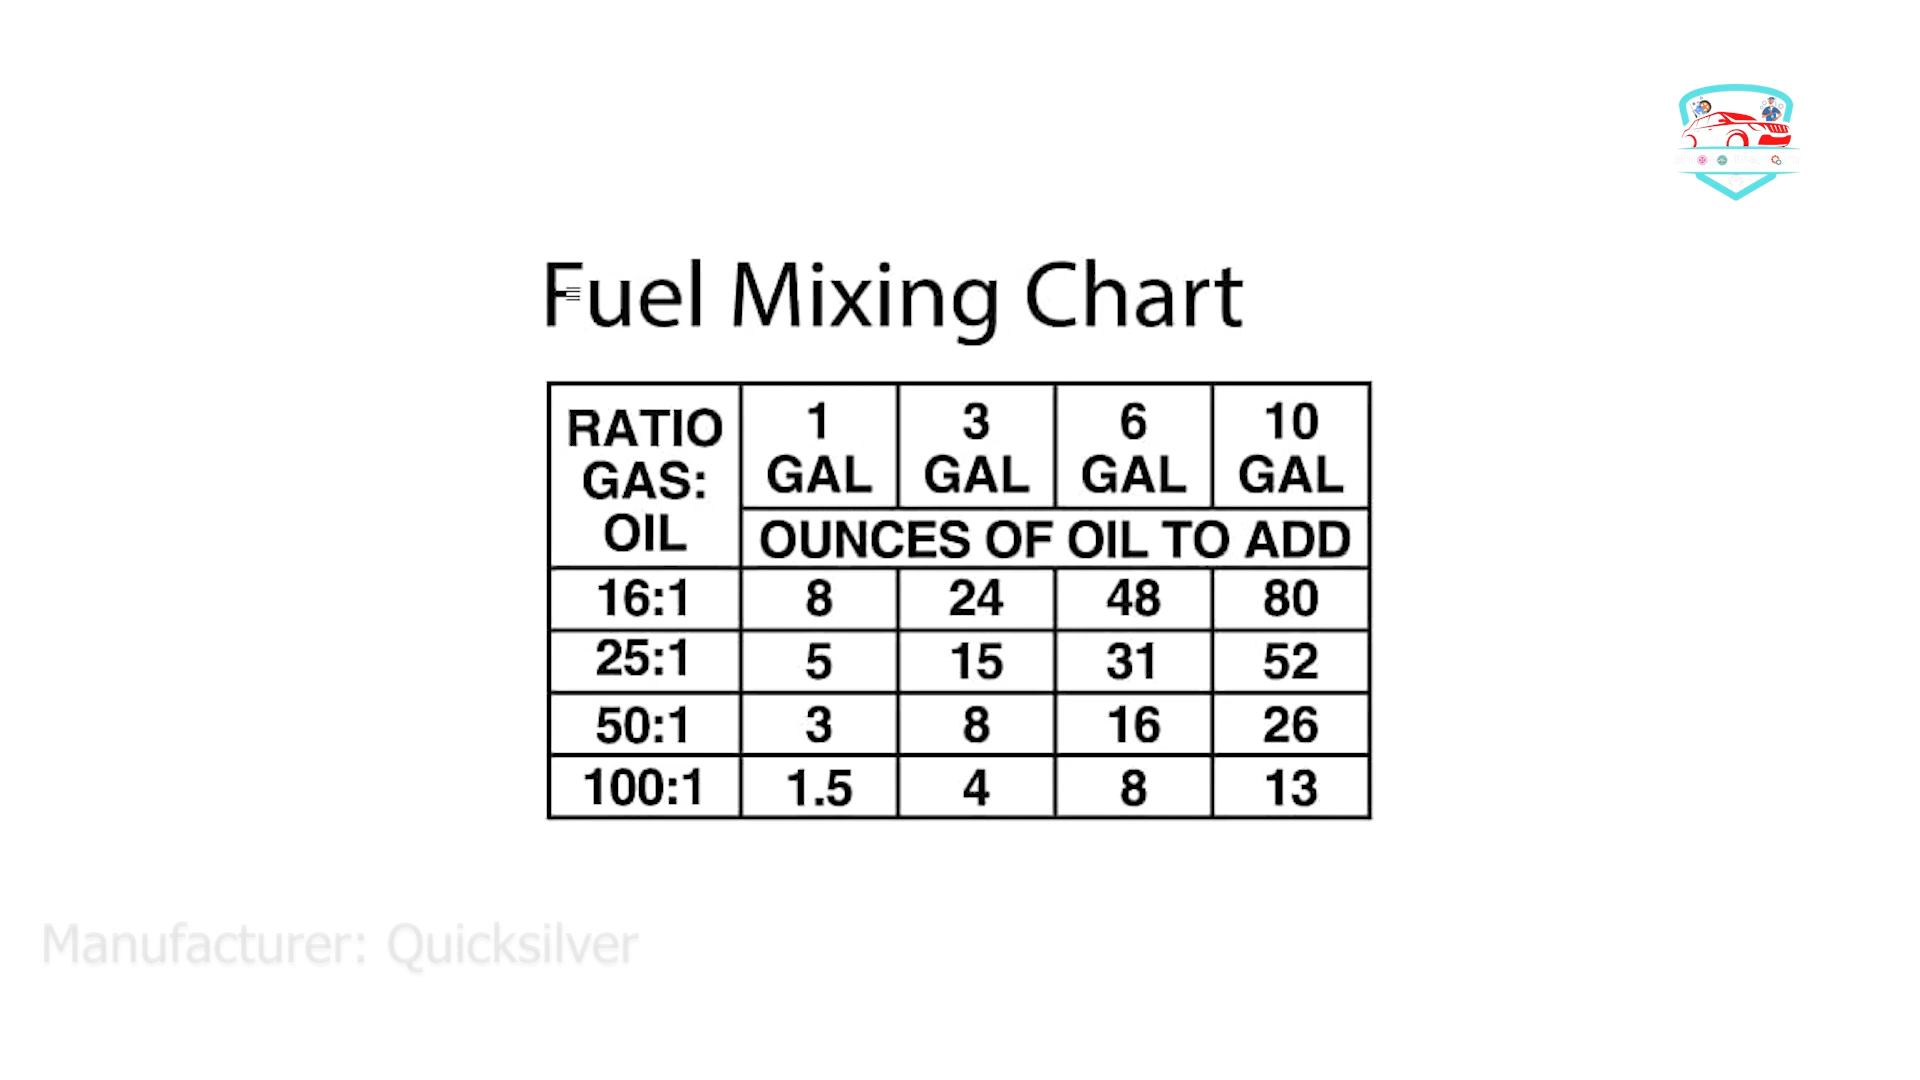 Fuel Mixing Chart
RATIO GAS: OIL 1 GAL 3 GAL 6 GAL 10 GAL
OUNCES OF OIL TO ADD
16:1 8 24 48 80
25:1 5 15 31 52
50:1 3 8 16 26
100:1 1.5 4 8 13
Manufacturer: Quicksilver